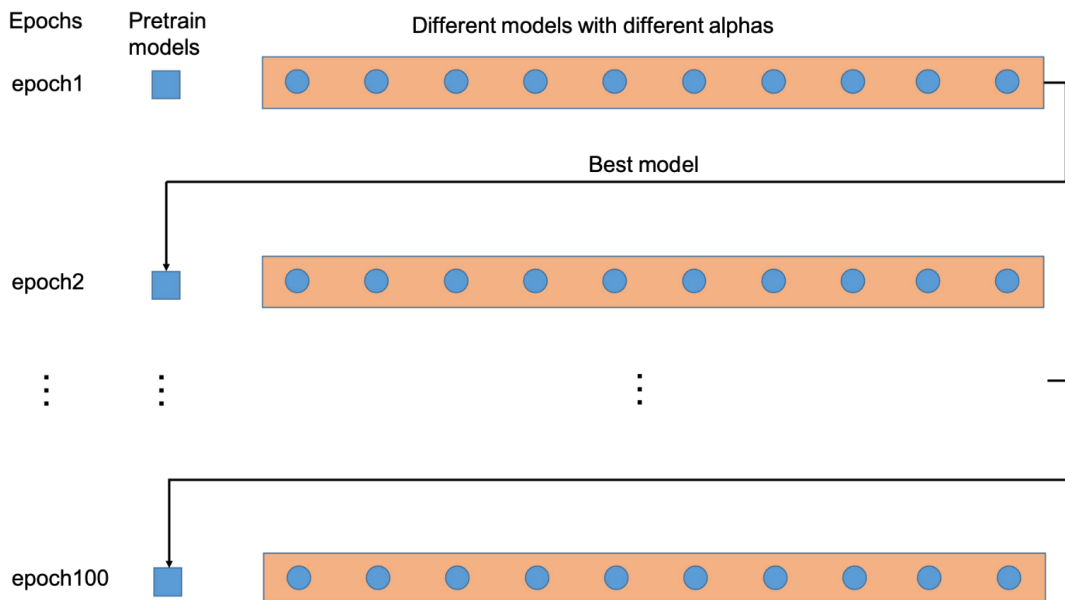 Epochs
Pretrain
models
Different models with different alphas
epoch1
Best model
epoch2
epoch100